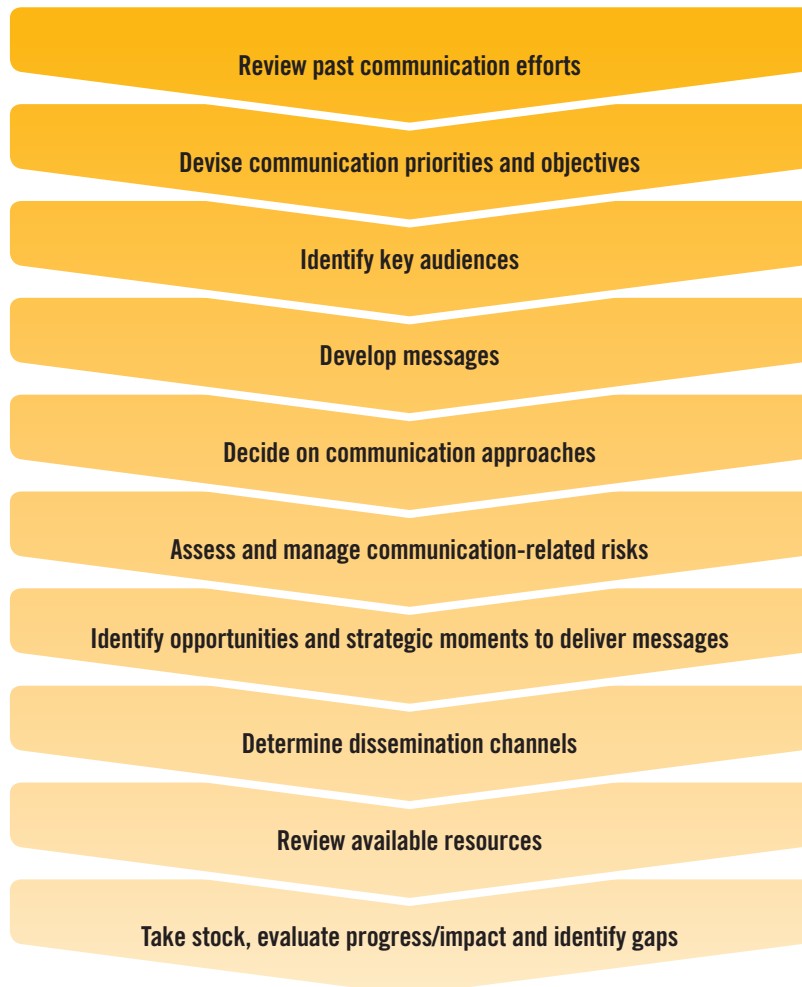 Review past communication efforts
Devise communication priorities and objectives
Identify key audiences
Develop messages
Decide on communication approaches
Assess and manage communication-related risks
Identify opportunities and strategic moments to deliver messages
Determine dissemination channels
Review available resources
Take stock, evaluate progress/impact and identify gaps